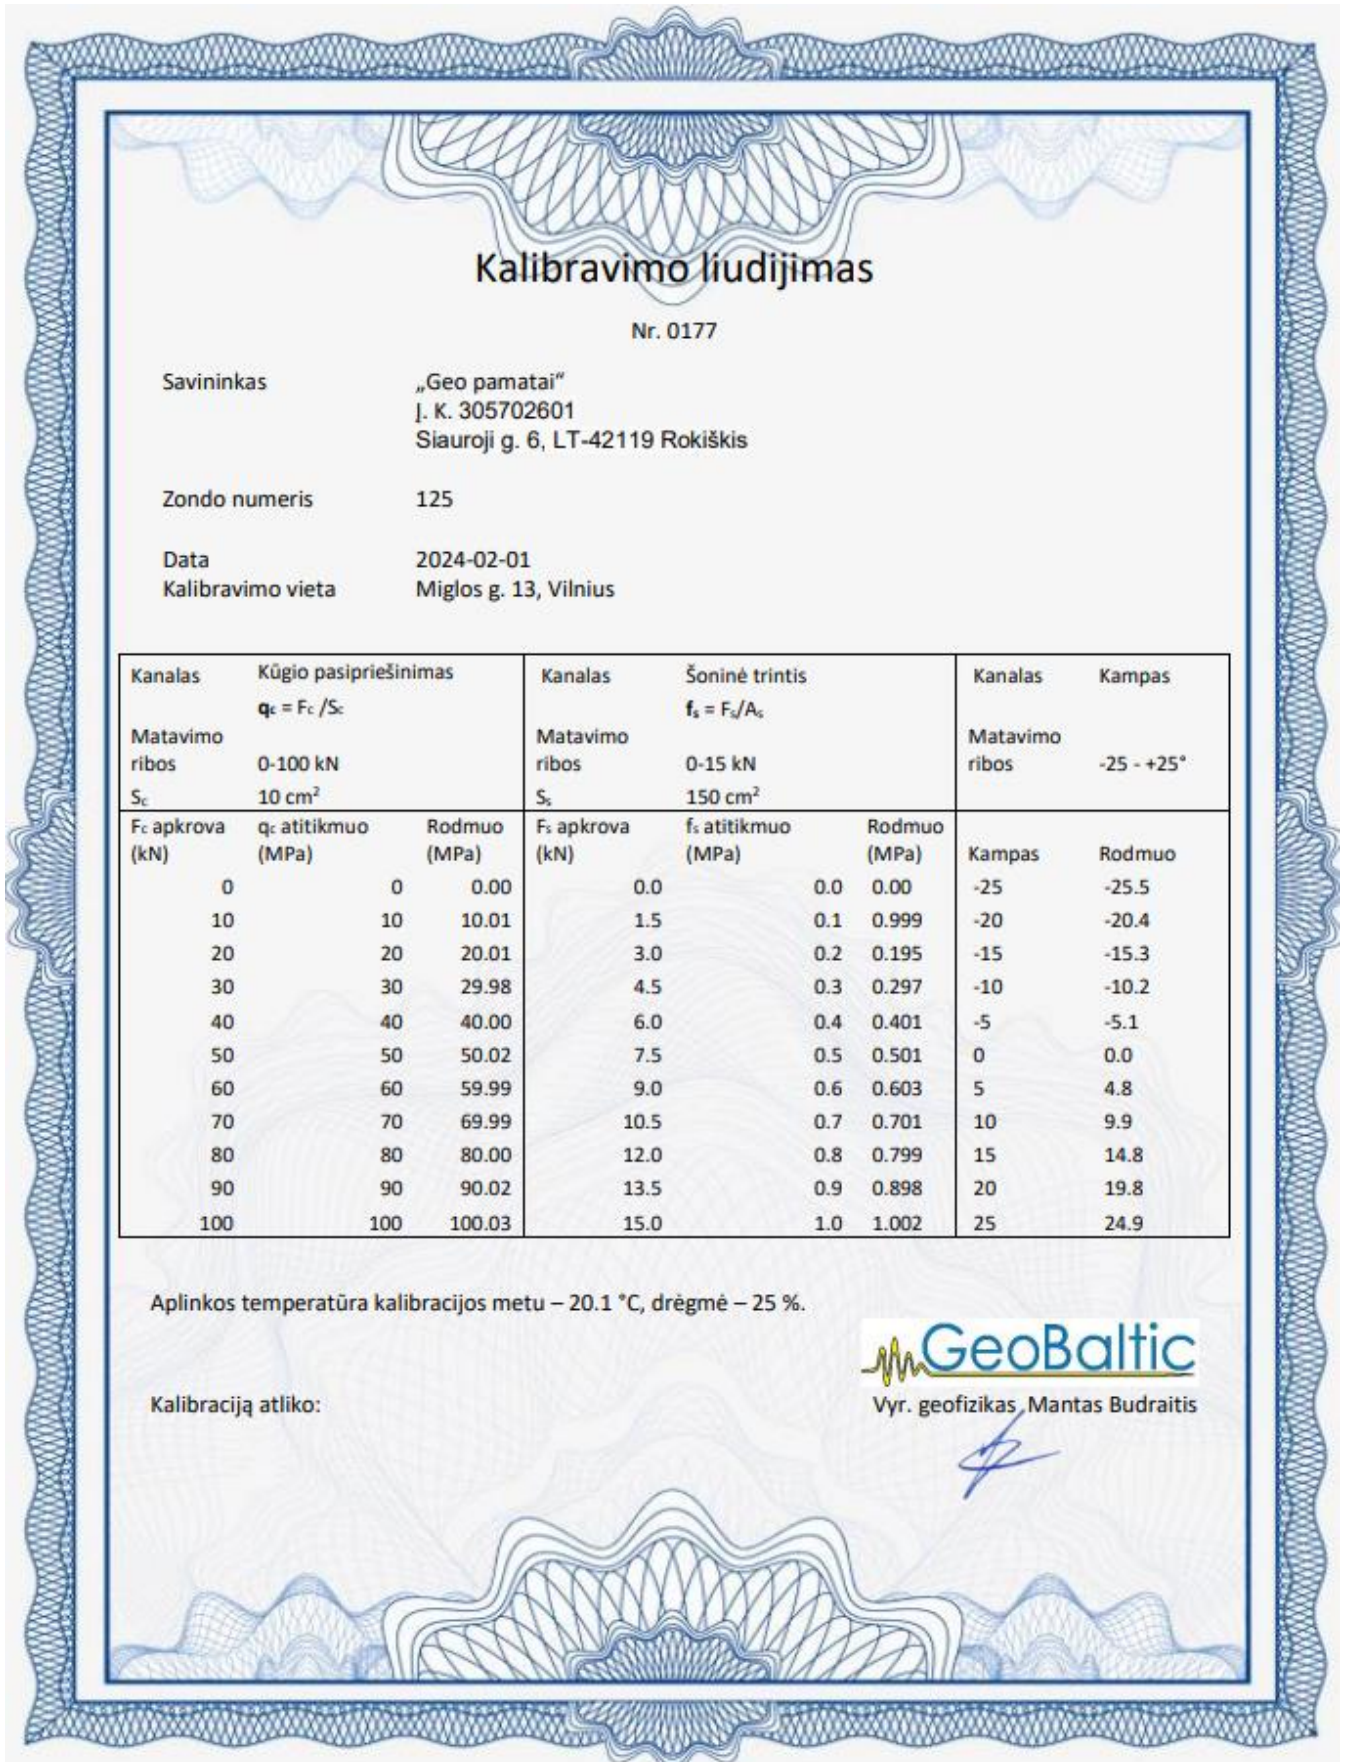 Kalibravimo liudijimas
Nr. 0177
Savininkas „Geo pamatai“
Į. K. 305702601
Siauroji g. 6, LT-42119 Rokiškis
Zondo numeris 125
Data 2024-02-01
Kalibravimo vieta Miglos g. 13, Vilnius
Kanalas Kūgio pasipriešinimas Kanalas Šoninė trintis Kanalas Kampas
qc = Fc /Sc fs = Fs/As
Matavimo Matavimo Matavimo
ribos 0-100 kN ribos 0-15 kN ribos -25 - +25°
Sc 10 cm² Ss 150 cm²
Fc apkrova qc atitikmuo Rodmuo Fs apkrova fs atitikmuo Rodmuo
(kN) (MPa) (MPa) (kN) (MPa) (MPa) Kampas Rodmuo
0 0 0.00 0.0 0.0 0.00 -25 -25.5
10 10 10.01 1.5 0.1 0.999 -20 -20.4
20 20 20.01 3.0 0.2 0.195 -15 -15.3
30 30 29.98 4.5 0.3 0.297 -10 -10.2
40 40 40.00 6.0 0.4 0.401 -5 -5.1
50 50 50.02 7.5 0.5 0.501 0 0.0
60 60 59.99 9.0 0.6 0.603 5 4.8
70 70 69.99 10.5 0.7 0.701 10 9.9
80 80 80.00 12.0 0.8 0.799 15 14.8
90 90 90.02 13.5 0.9 0.898 20 19.8
100 100 100.03 15.0 1.0 1.002 25 24.9
Aplinkos temperatūra kalibracijos metu – 20.1 °C, drėgmė – 25 %.
GeoBaltic
Kalibraciją atliko: Vyr. geofizikas Mantas Budraitis